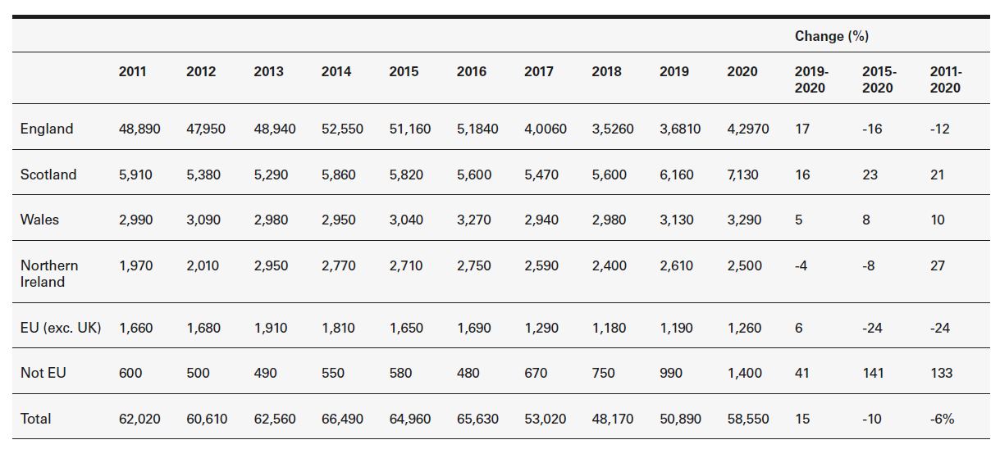 Change (%)
2011 2012 2013 2014 2015 2016 2017 2018 2019 2020 2019- 2015- 2011-
2020 2020 2020
England 48,890 47,950 48,940 52,550 51,160 5,1840 4,0060 3,5260 3,6810 4,2970 17 -16 -12
Scotland 5,910 5,380 5,290 5,860 5,820 5,600 5,470 5,600 6,160 7,130 16 23 21
Wales 2,990 3,090 2,980 2,950 3,040 3,270 2,940 2,980 3,130 3,290 5 8 10
Northern 1,970 2,010 2,950 2,770 2,710 2,750 2,590 2,400 2,610 2,500 -4 -8 27
Ireland
EU (exc. UK) 1,660 1,680 1,910 1,810 1,650 1,690 1,290 1,180 1,190 1,260 6 -24 -24
Not EU 600 500 490 550 580 480 670 750 990 1,400 41 141 133
Total 62,020 60,610 62,560 66,490 64,960 65,630 53,020 48,170 50,890 58,550 15 -10 -6%